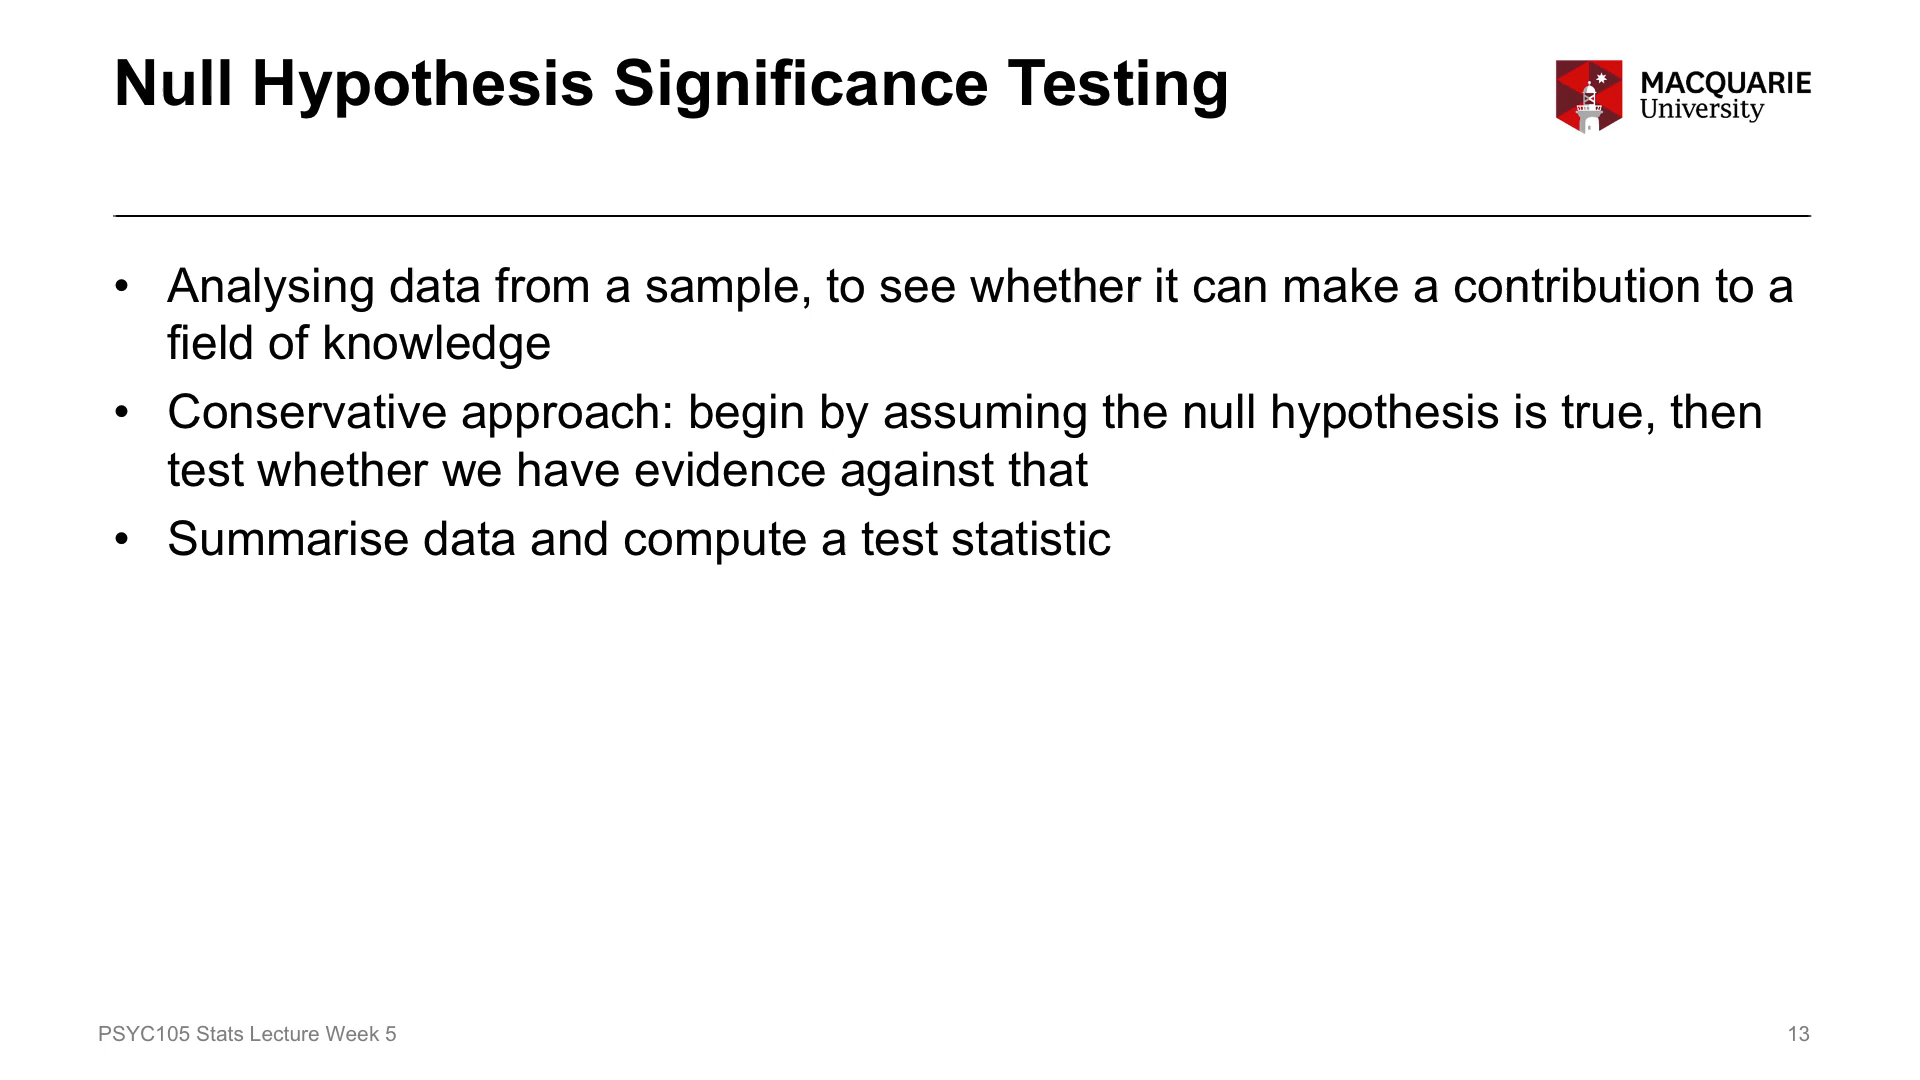 Null Hypothesis Significance Testing
MACQUARIE
University
• Analysing data from a sample, to see whether it can make a contribution to a
field of knowledge
• Conservative approach: begin by assuming the null hypothesis is true, then
test whether we have evidence against that
• Summarise data and compute a test statistic
PSYC105 Stats Lecture Week 5
13